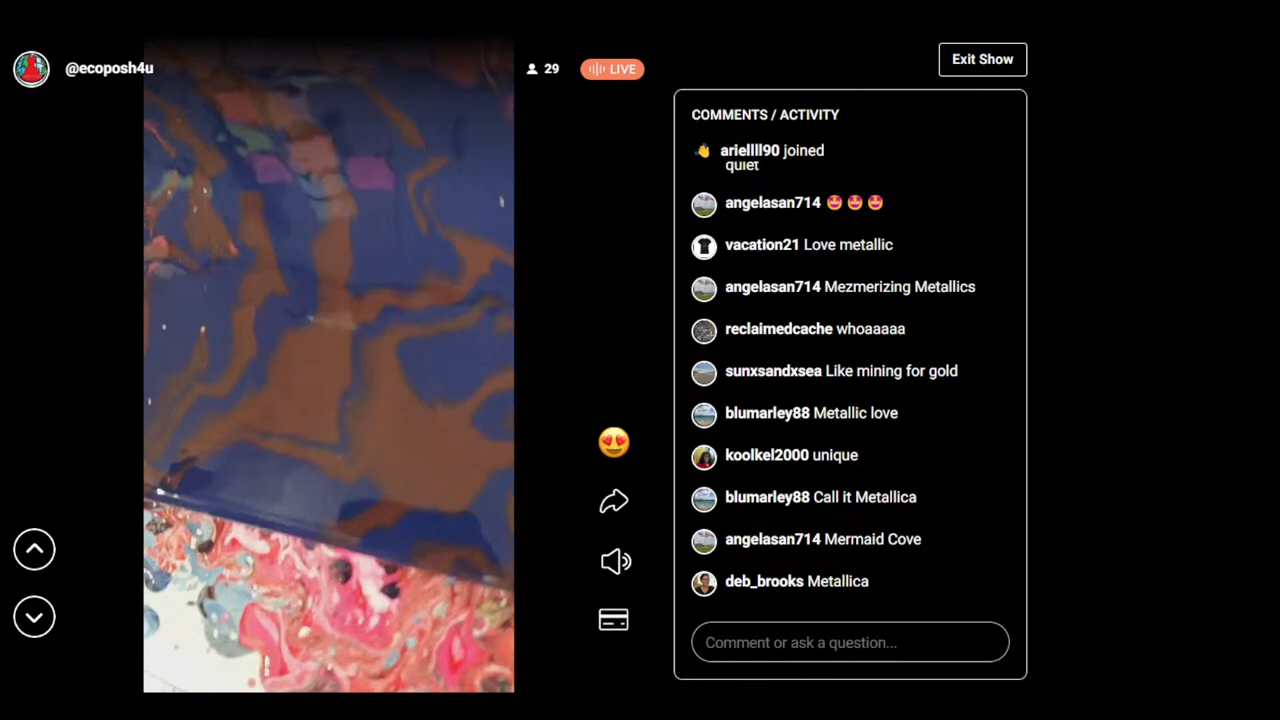 @ecoposh4u
29
LIVE
Exit Show
COMMENTS / ACTIVITY
ariellll90 joined
quiet
angelasan714 🤩 🤩 🤩
vacation21 Love metallic
angelasan714 Mezmerizing Metallics
reclaimedcache whoaaaaa
sunxsandxsea Like mining for gold
blumarley88 Metallic love
koolkel2000 unique
blumarley88 Call it Metallica
angelasan714 Mermaid Cove
deb_brooks Metallica
Comment or ask a question...